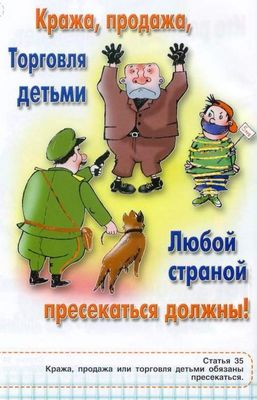 Кража, продажа,
Торговля
детьми
Любой
страной
пресекаться должны!
Статья 35
Кража, продажа или торговля детьми обязаны
пресекаться.